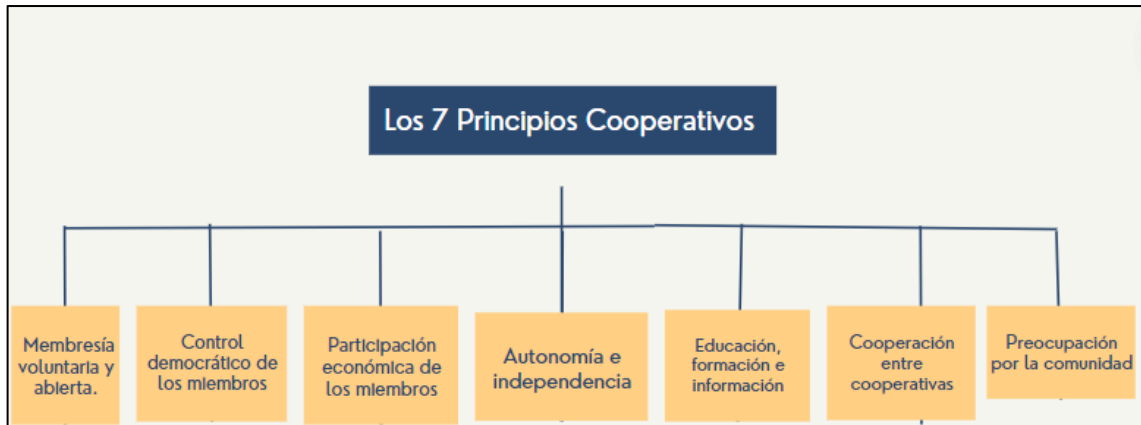 Los 7 Principios Cooperativos
Membresía
voluntaria y
abierta.
Control
democrático de
los miembros
Participación
económica de
los miembros
Autonomía e
independencia
Educación,
formación e
información
Cooperación
entre
cooperativas
Preocupación
por la comunidad